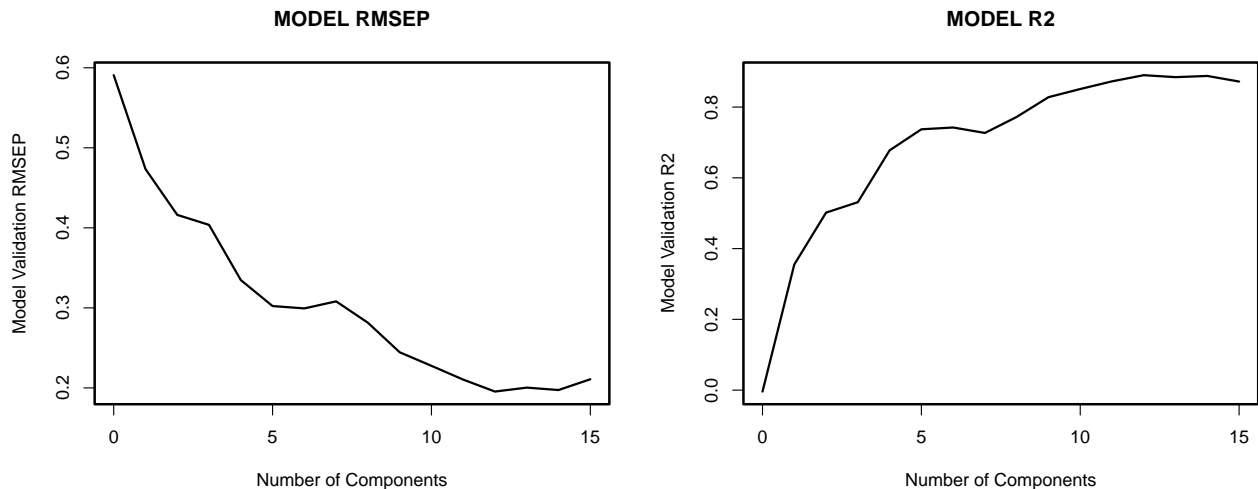 MODEL RMSEP
Model Validation RMSEP
0.6
0.5
0.4
0.3
0.2
0 5 10 15
Number of Components
MODEL R2
Model Validation R2
0.8
0.6
0.4
0.2
0.0
0 5 10 15
Number of Components